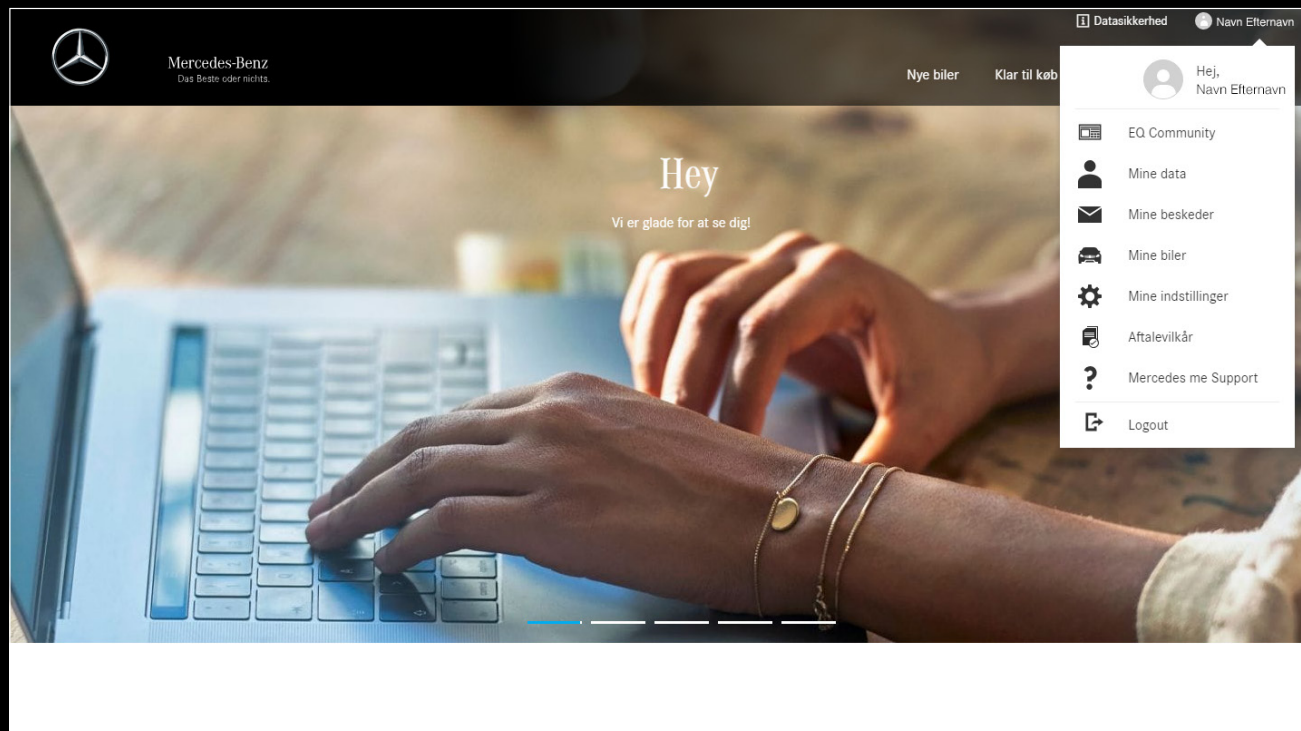 Datasikkerhed
Navn Efternavn
Mercedes-Benz
Das Beste oder nichts.
Nye biler
Klar til køb
Hej,
Navn Efternavn
EQ Community
Mine data
Mine beskeder
Mine biler
Mine indstillinger
Aftalevilkår
Mercedes me Support
Logout
Hey
Vi er glade for at se dig!